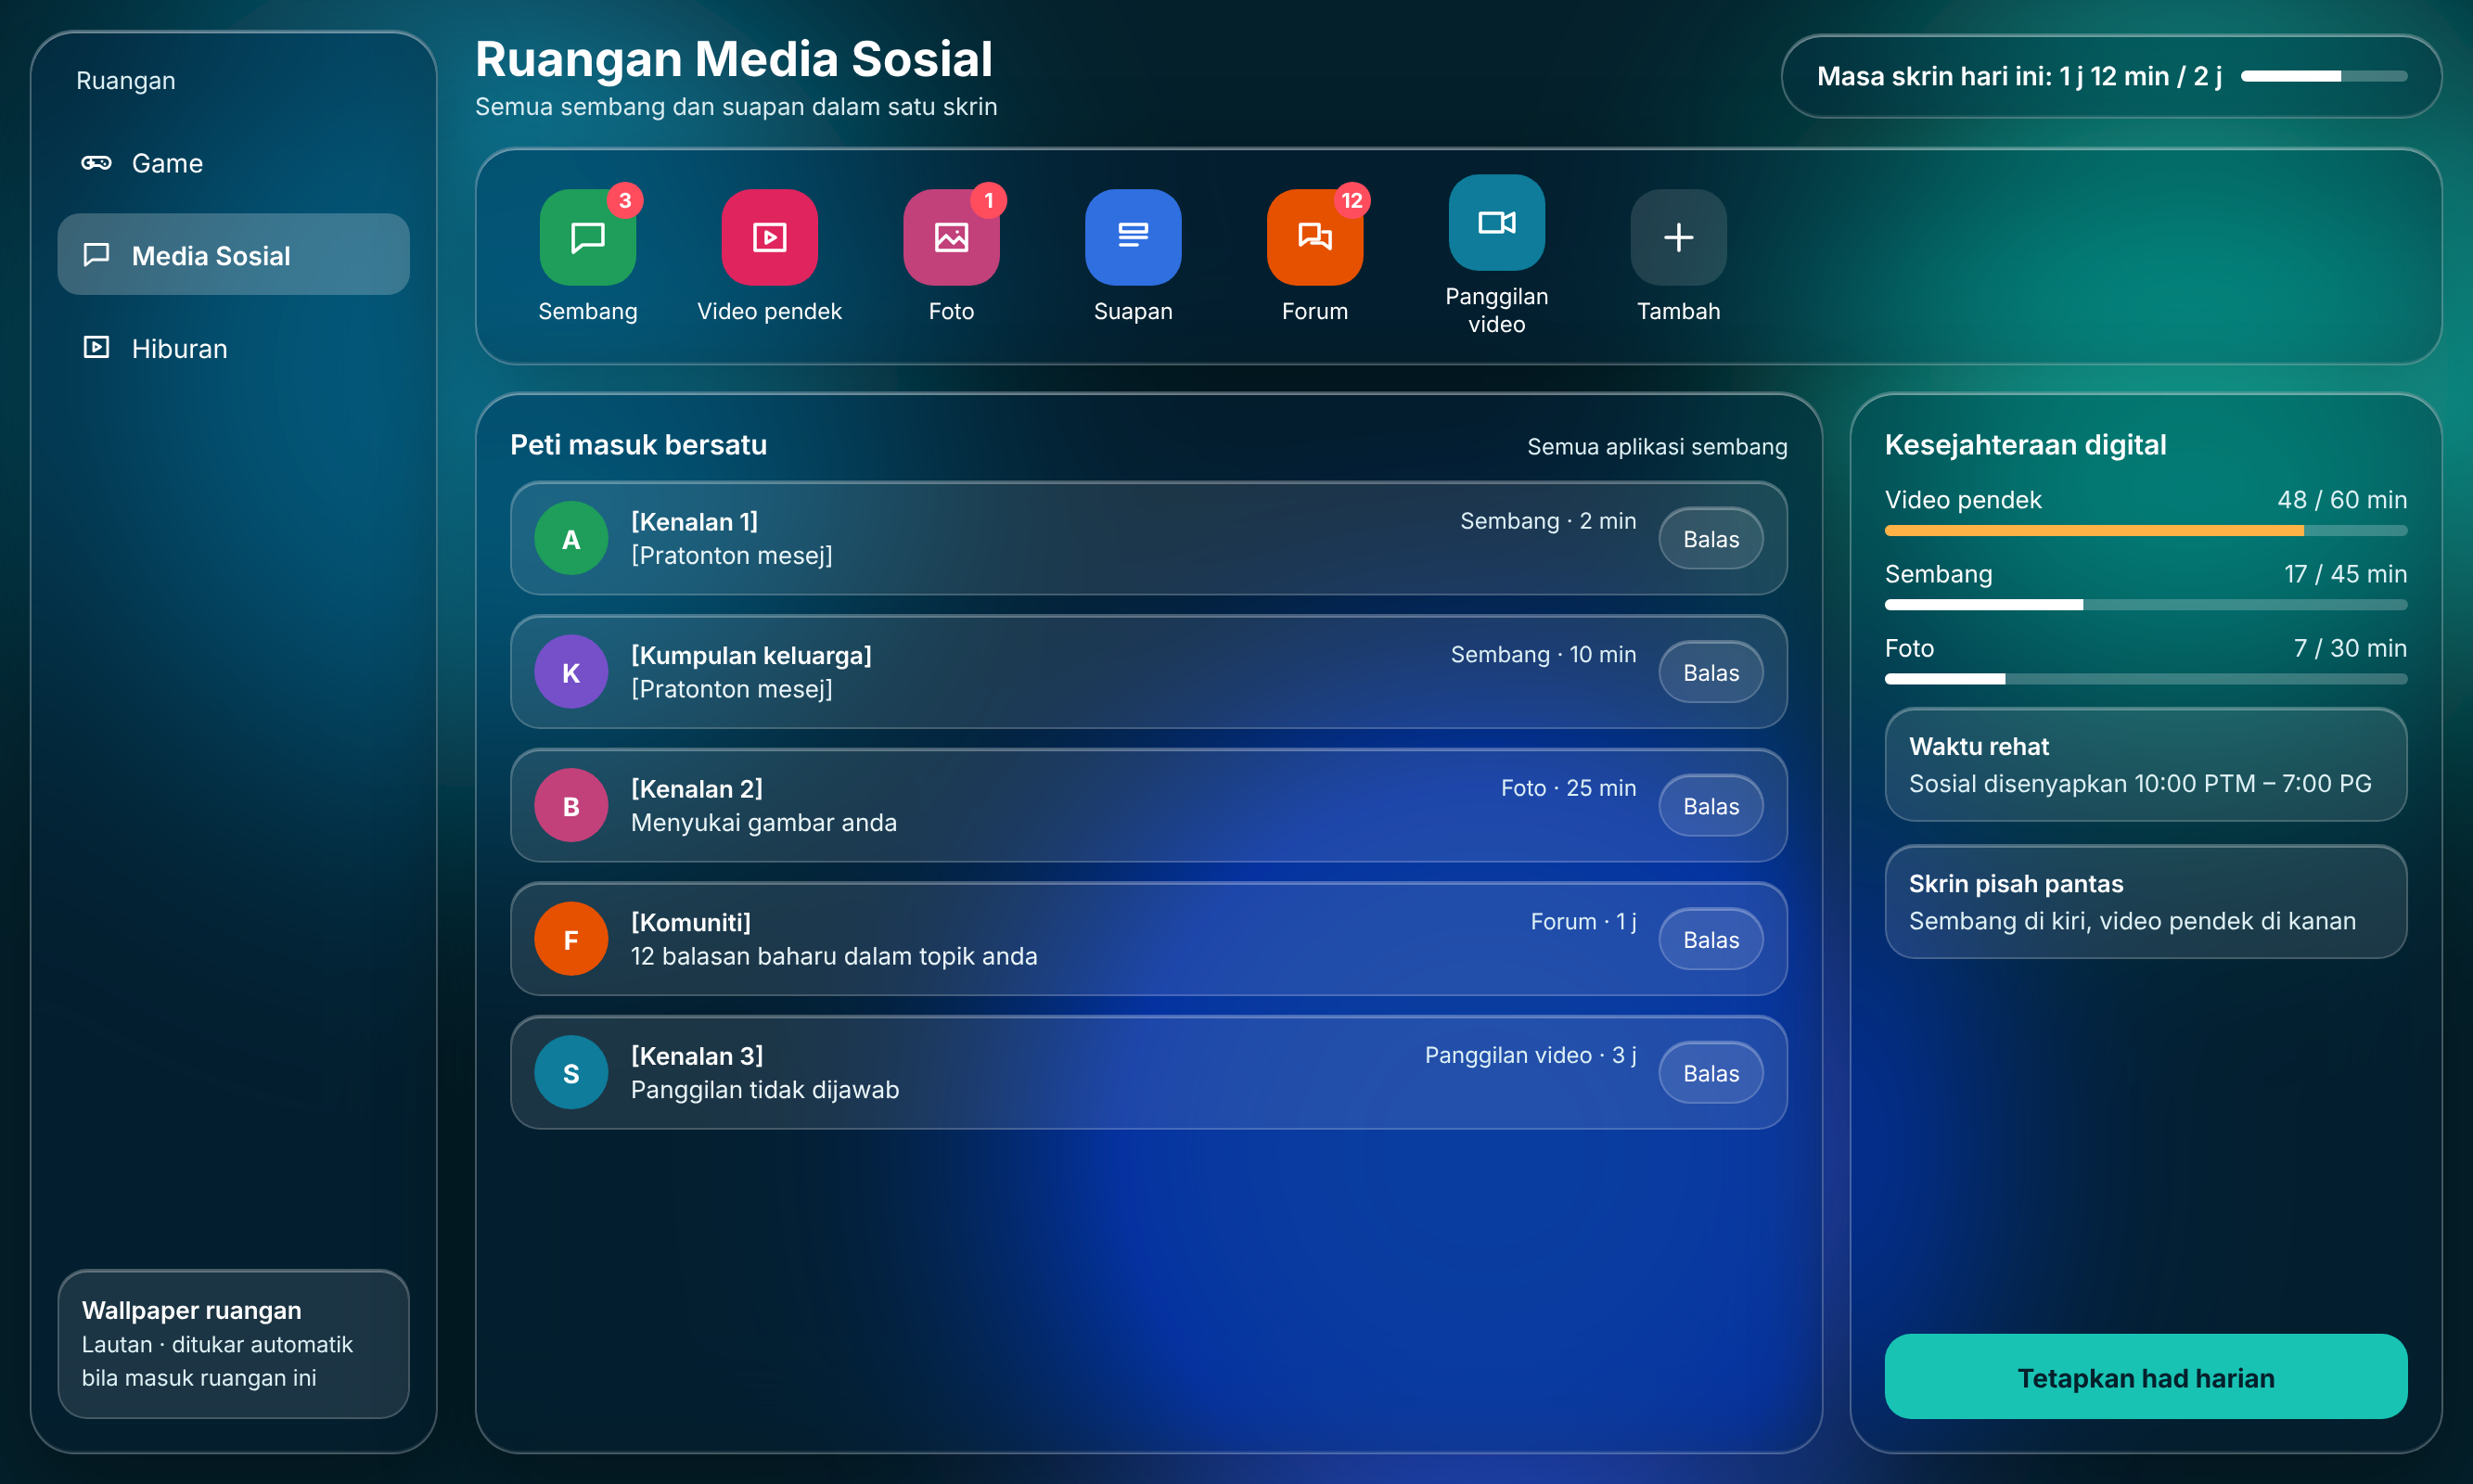 Ruangan
Game
Media Sosial
Hiburan
Wallpaper ruangan
Lautan · ditukar automatik
bila masuk ruangan ini
Ruangan Media Sosial
Semua sembang dan suapan dalam satu skrin
Masa skrin hari ini: 1 j 12 min / 2 j
3
Sembang
Video pendek
1
Foto
Suapan
12
Forum
Panggilan
video
Tambah
Peti masuk bersatu
Semua aplikasi sembang
A
[Kenalan 1]
[Pratonton mesej]
Sembang · 2 min
Balas
K
[Kumpulan keluarga]
[Pratonton mesej]
Sembang · 10 min
Balas
B
[Kenalan 2]
Menyukai gambar anda
Foto · 25 min
Balas
F
[Komuniti]
12 balasan baharu dalam topik anda
Forum · 1 j
Balas
S
[Kenalan 3]
Panggilan tidak dijawab
Panggilan video · 3 j
Balas
Kesejahteraan digital
Video pendek 48 / 60 min
Sembang 17 / 45 min
Foto 7 / 30 min
Waktu rehat
Sosial disenyapkan 10:00 PTM – 7:00 PG
Skrin pisah pantas
Sembang di kiri, video pendek di kanan
Tetapkan had harian